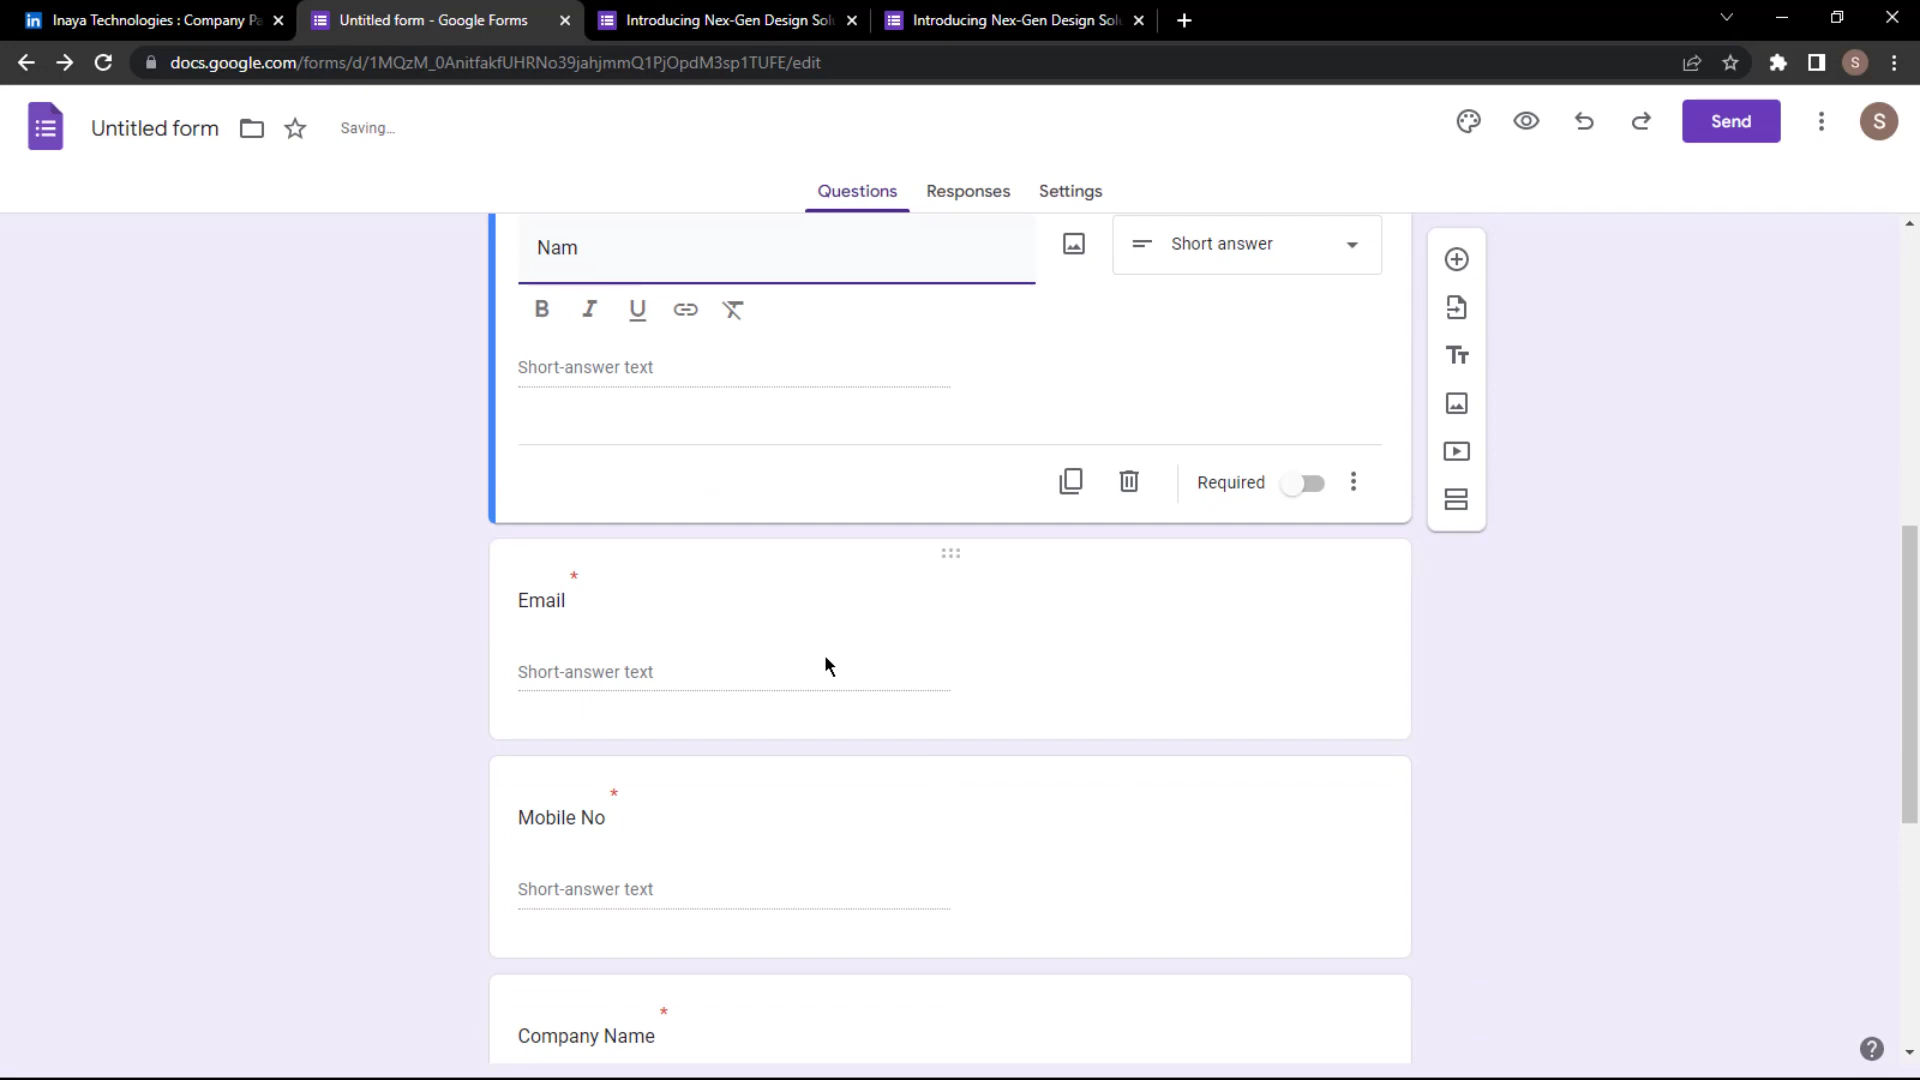 Inaya Technologies : Company Pa
Untitled form - Google Forms
Introducing Nex-Gen Design Sol
Introducing Nex-Gen Design Sol
docs.google.com/forms/d/1MQzM_0AnitfakfUHRNo39jahjmmQ1PjOpdM3sp1TUFE/edit
S
Untitled form
Saving...
Send
S
Questions
Responses
Settings
Nam
Short answer
B I U
Short-answer text
Required
Email *
Short-answer text
Mobile No *
Short-answer text
Company Name *